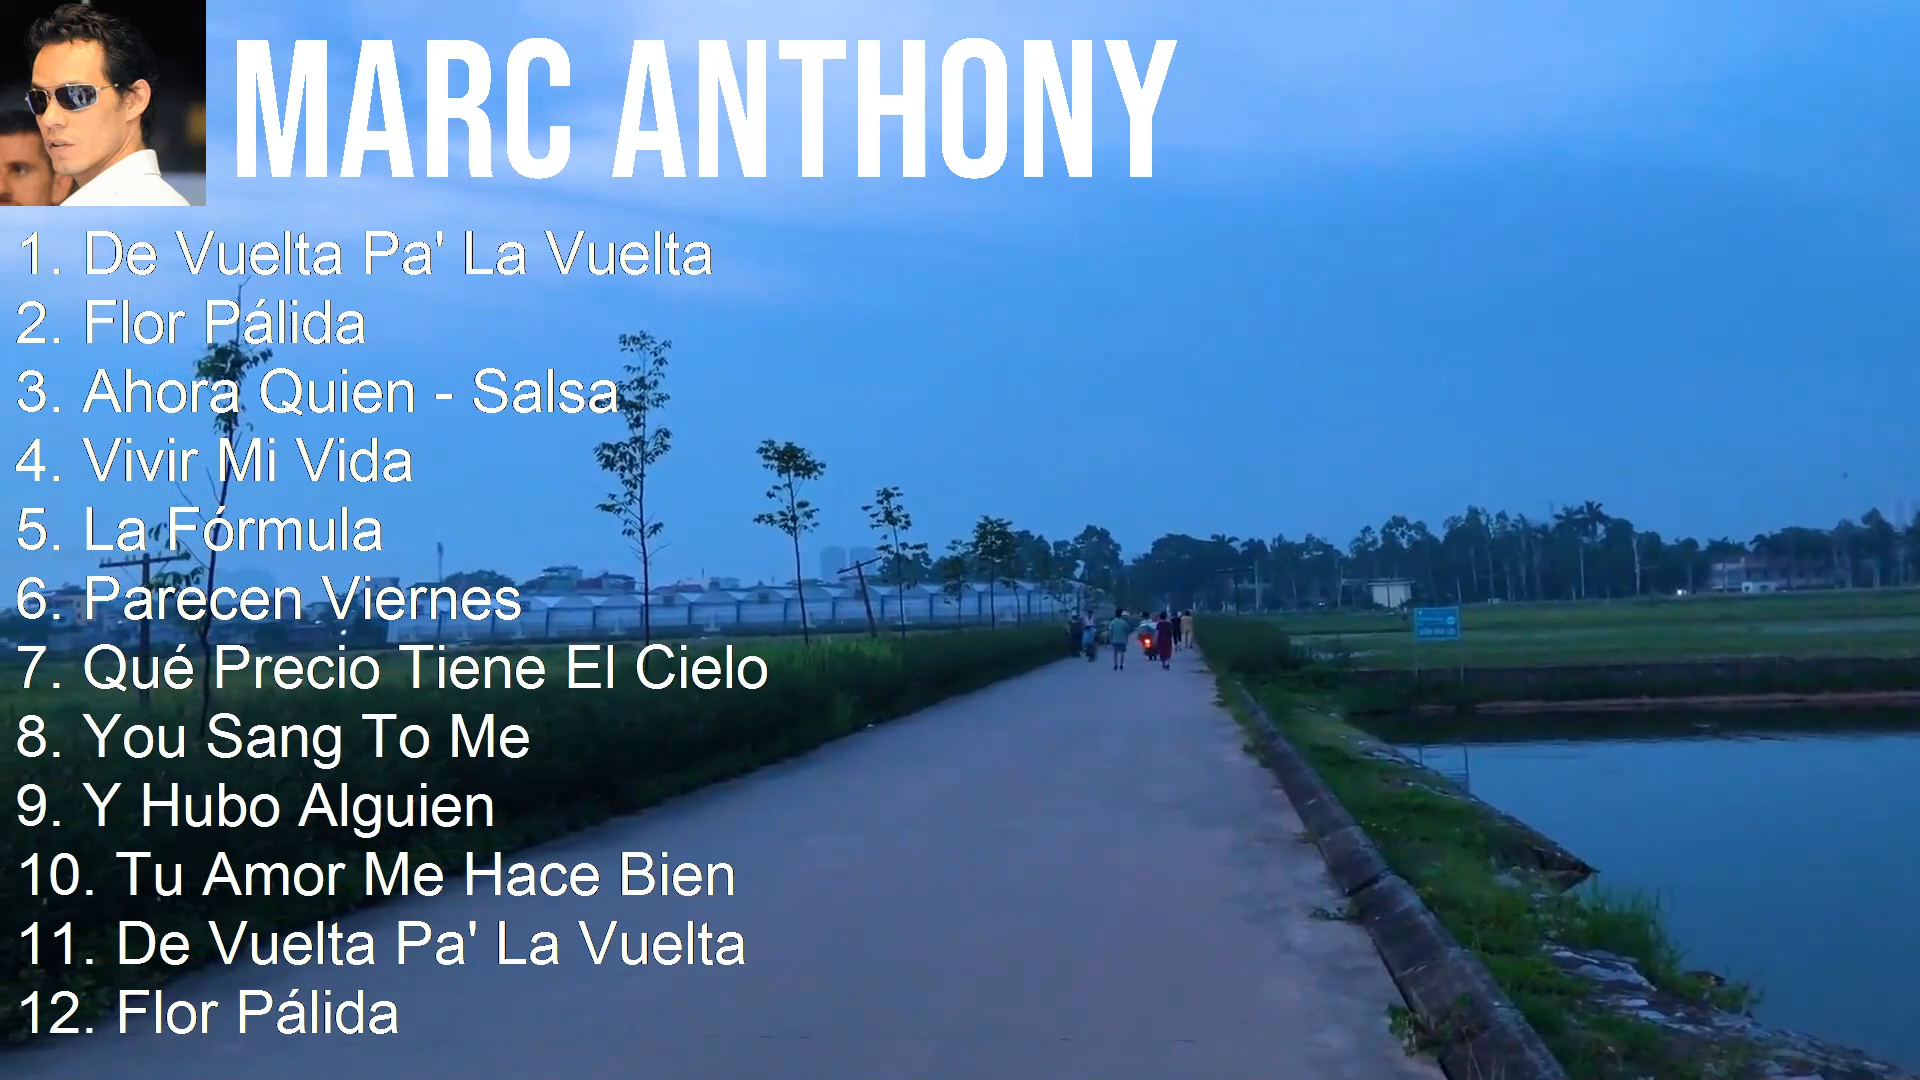 MARC ANTHONY
1. De Vuelta Pa' La Vuelta
2. Flor Pálida
3. Ahora Quien - Salsa
4. Vivir Mi Vida
5. La Fórmula
6. Parecen Viernes
7. Qué Precio Tiene El Cielo
8. You Sang To Me
9. Y Hubo Alguien
10. Tu Amor Me Hace Bien
11. De Vuelta Pa' La Vuelta
12. Flor Pálida